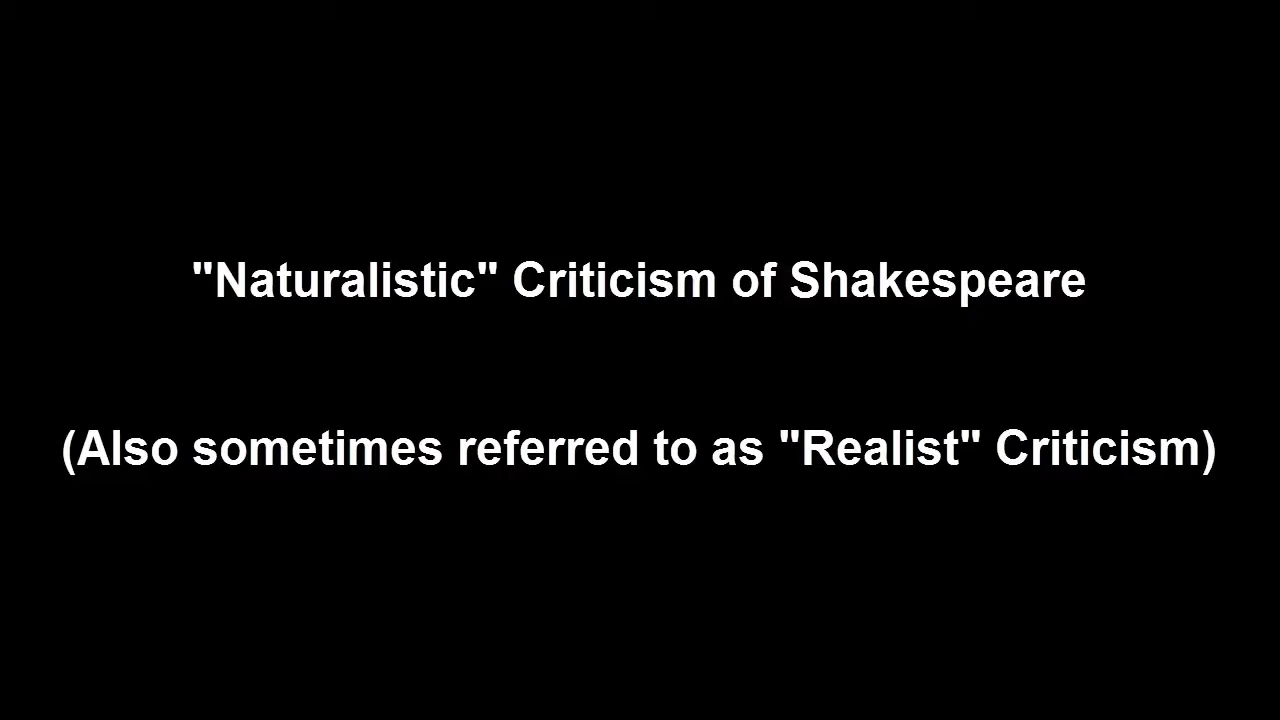 "Naturalistic" Criticism of Shakespeare
(Also sometimes referred to as "Realist" Criticism)